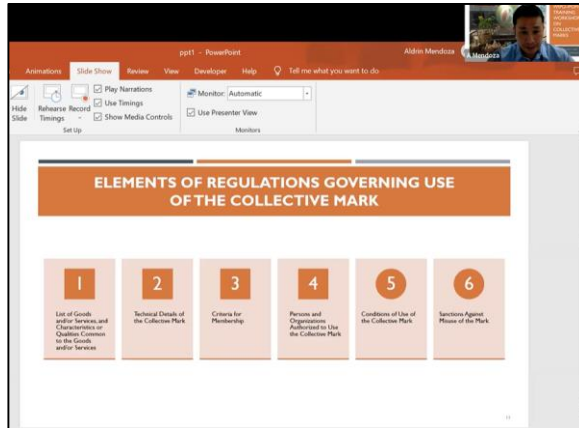 TRAINING
WORKSHOP
ON
COLLECTIVE
MARKS
ppt1 - PowerPoint
Aldrin Mendoza
A Mendoza
Animations Slide Show Review View Developer Help Tell me what you want to do
Hide
Slide
Rehearse
Timings
Record
Play Narrations
Use Timings
Show Media Controls
Set Up
Monitor: Automatic
Use Presenter View
Monitors
ELEMENTS OF REGULATIONS GOVERNING USE
OF THE COLLECTIVE MARK
1
List of Goods
and/or Services, and
Characteristics or
Qualities Common
to the Goods
and/or Services
2
Technical Details of
the Collective Mark
3
Criteria for
Membership
4
Persons and
Organizations
Authorized to Use
the Collective Mark
5
Conditions of Use of
the Collective Mark
6
Sanctions Against
Misuse of the Mark